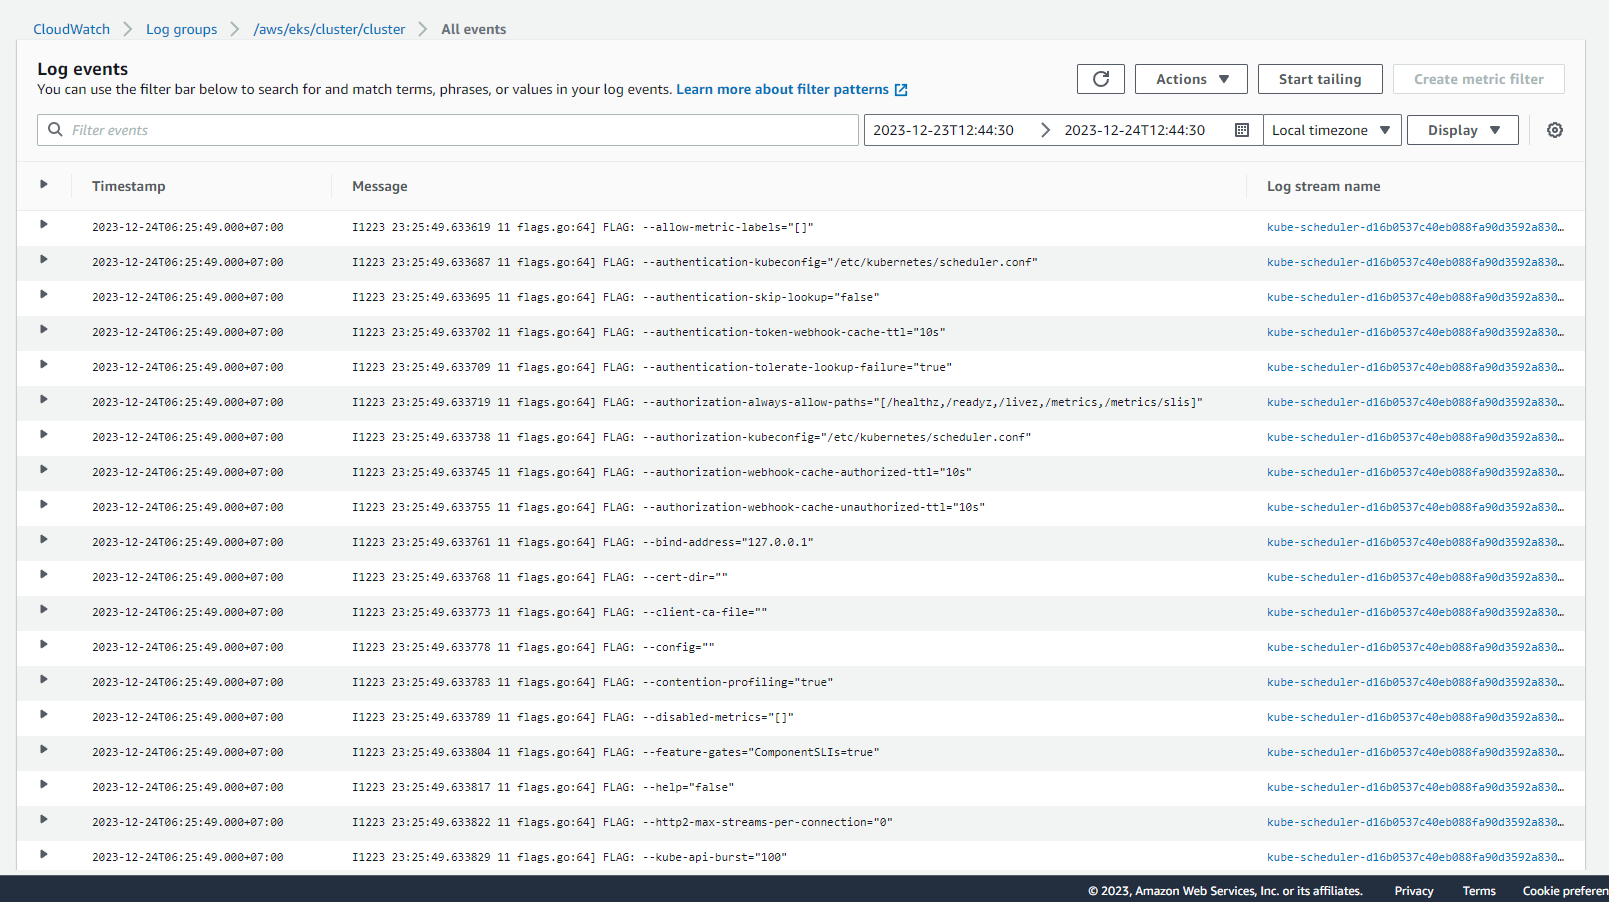 CloudWatch Log groups /aws/eks/cluster/cluster All events
Log events
You can use the filter bar below to search for and match terms, phrases, or values in your log events. Learn more about filter patterns
Actions Start tailing Create metric filter
Filter events 2023-12-23T12:44:30 2023-12-24T12:44:30 Local timezone Display
Timestamp Message Log stream name
2023-12-24T06:25:49.000+07:00 I1223 23:25:49.633619 11 flags.go:64] FLAG: --allow-metric-labels="[]" kube-scheduler-d16b0537c40eb088fa90d3592a830…
2023-12-24T06:25:49.000+07:00 I1223 23:25:49.633687 11 flags.go:64] FLAG: --authentication-kubeconfig="/etc/kubernetes/scheduler.conf" kube-scheduler-d16b0537c40eb088fa90d3592a830…
2023-12-24T06:25:49.000+07:00 I1223 23:25:49.633695 11 flags.go:64] FLAG: --authentication-skip-lookup="false" kube-scheduler-d16b0537c40eb088fa90d3592a830…
2023-12-24T06:25:49.000+07:00 I1223 23:25:49.633702 11 flags.go:64] FLAG: --authentication-token-webhook-cache-ttl="10s" kube-scheduler-d16b0537c40eb088fa90d3592a830…
2023-12-24T06:25:49.000+07:00 I1223 23:25:49.633709 11 flags.go:64] FLAG: --authentication-tolerate-lookup-failure="true" kube-scheduler-d16b0537c40eb088fa90d3592a830…
2023-12-24T06:25:49.000+07:00 I1223 23:25:49.633719 11 flags.go:64] FLAG: --authorization-always-allow-paths="[/healthz,/readyz,/livez,/metrics,/metrics/slis]" kube-scheduler-d16b0537c40eb088fa90d3592a830…
2023-12-24T06:25:49.000+07:00 I1223 23:25:49.633738 11 flags.go:64] FLAG: --authorization-kubeconfig="/etc/kubernetes/scheduler.conf" kube-scheduler-d16b0537c40eb088fa90d3592a830…
2023-12-24T06:25:49.000+07:00 I1223 23:25:49.633745 11 flags.go:64] FLAG: --authorization-webhook-cache-authorized-ttl="10s" kube-scheduler-d16b0537c40eb088fa90d3592a830…
2023-12-24T06:25:49.000+07:00 I1223 23:25:49.633755 11 flags.go:64] FLAG: --authorization-webhook-cache-unauthorized-ttl="10s" kube-scheduler-d16b0537c40eb088fa90d3592a830…
2023-12-24T06:25:49.000+07:00 I1223 23:25:49.633761 11 flags.go:64] FLAG: --bind-address="127.0.0.1" kube-scheduler-d16b0537c40eb088fa90d3592a830…
2023-12-24T06:25:49.000+07:00 I1223 23:25:49.633768 11 flags.go:64] FLAG: --cert-dir="" kube-scheduler-d16b0537c40eb088fa90d3592a830…
2023-12-24T06:25:49.000+07:00 I1223 23:25:49.633773 11 flags.go:64] FLAG: --client-ca-file="" kube-scheduler-d16b0537c40eb088fa90d3592a830…
2023-12-24T06:25:49.000+07:00 I1223 23:25:49.633778 11 flags.go:64] FLAG: --config="" kube-scheduler-d16b0537c40eb088fa90d3592a830…
2023-12-24T06:25:49.000+07:00 I1223 23:25:49.633783 11 flags.go:64] FLAG: --contention-profiling="true" kube-scheduler-d16b0537c40eb088fa90d3592a830…
2023-12-24T06:25:49.000+07:00 I1223 23:25:49.633789 11 flags.go:64] FLAG: --disabled-metrics="[]" kube-scheduler-d16b0537c40eb088fa90d3592a830…
2023-12-24T06:25:49.000+07:00 I1223 23:25:49.633804 11 flags.go:64] FLAG: --feature-gates="ComponentSLIs=true" kube-scheduler-d16b0537c40eb088fa90d3592a830…
2023-12-24T06:25:49.000+07:00 I1223 23:25:49.633817 11 flags.go:64] FLAG: --help="false" kube-scheduler-d16b0537c40eb088fa90d3592a830…
2023-12-24T06:25:49.000+07:00 I1223 23:25:49.633822 11 flags.go:64] FLAG: --http2-max-streams-per-connection="0" kube-scheduler-d16b0537c40eb088fa90d3592a830…
2023-12-24T06:25:49.000+07:00 I1223 23:25:49.633829 11 flags.go:64] FLAG: --kube-api-burst="100" kube-scheduler-d16b0537c40eb088fa90d3592a830…
© 2023, Amazon Web Services, Inc. or its affiliates. Privacy Terms Cookie preferen